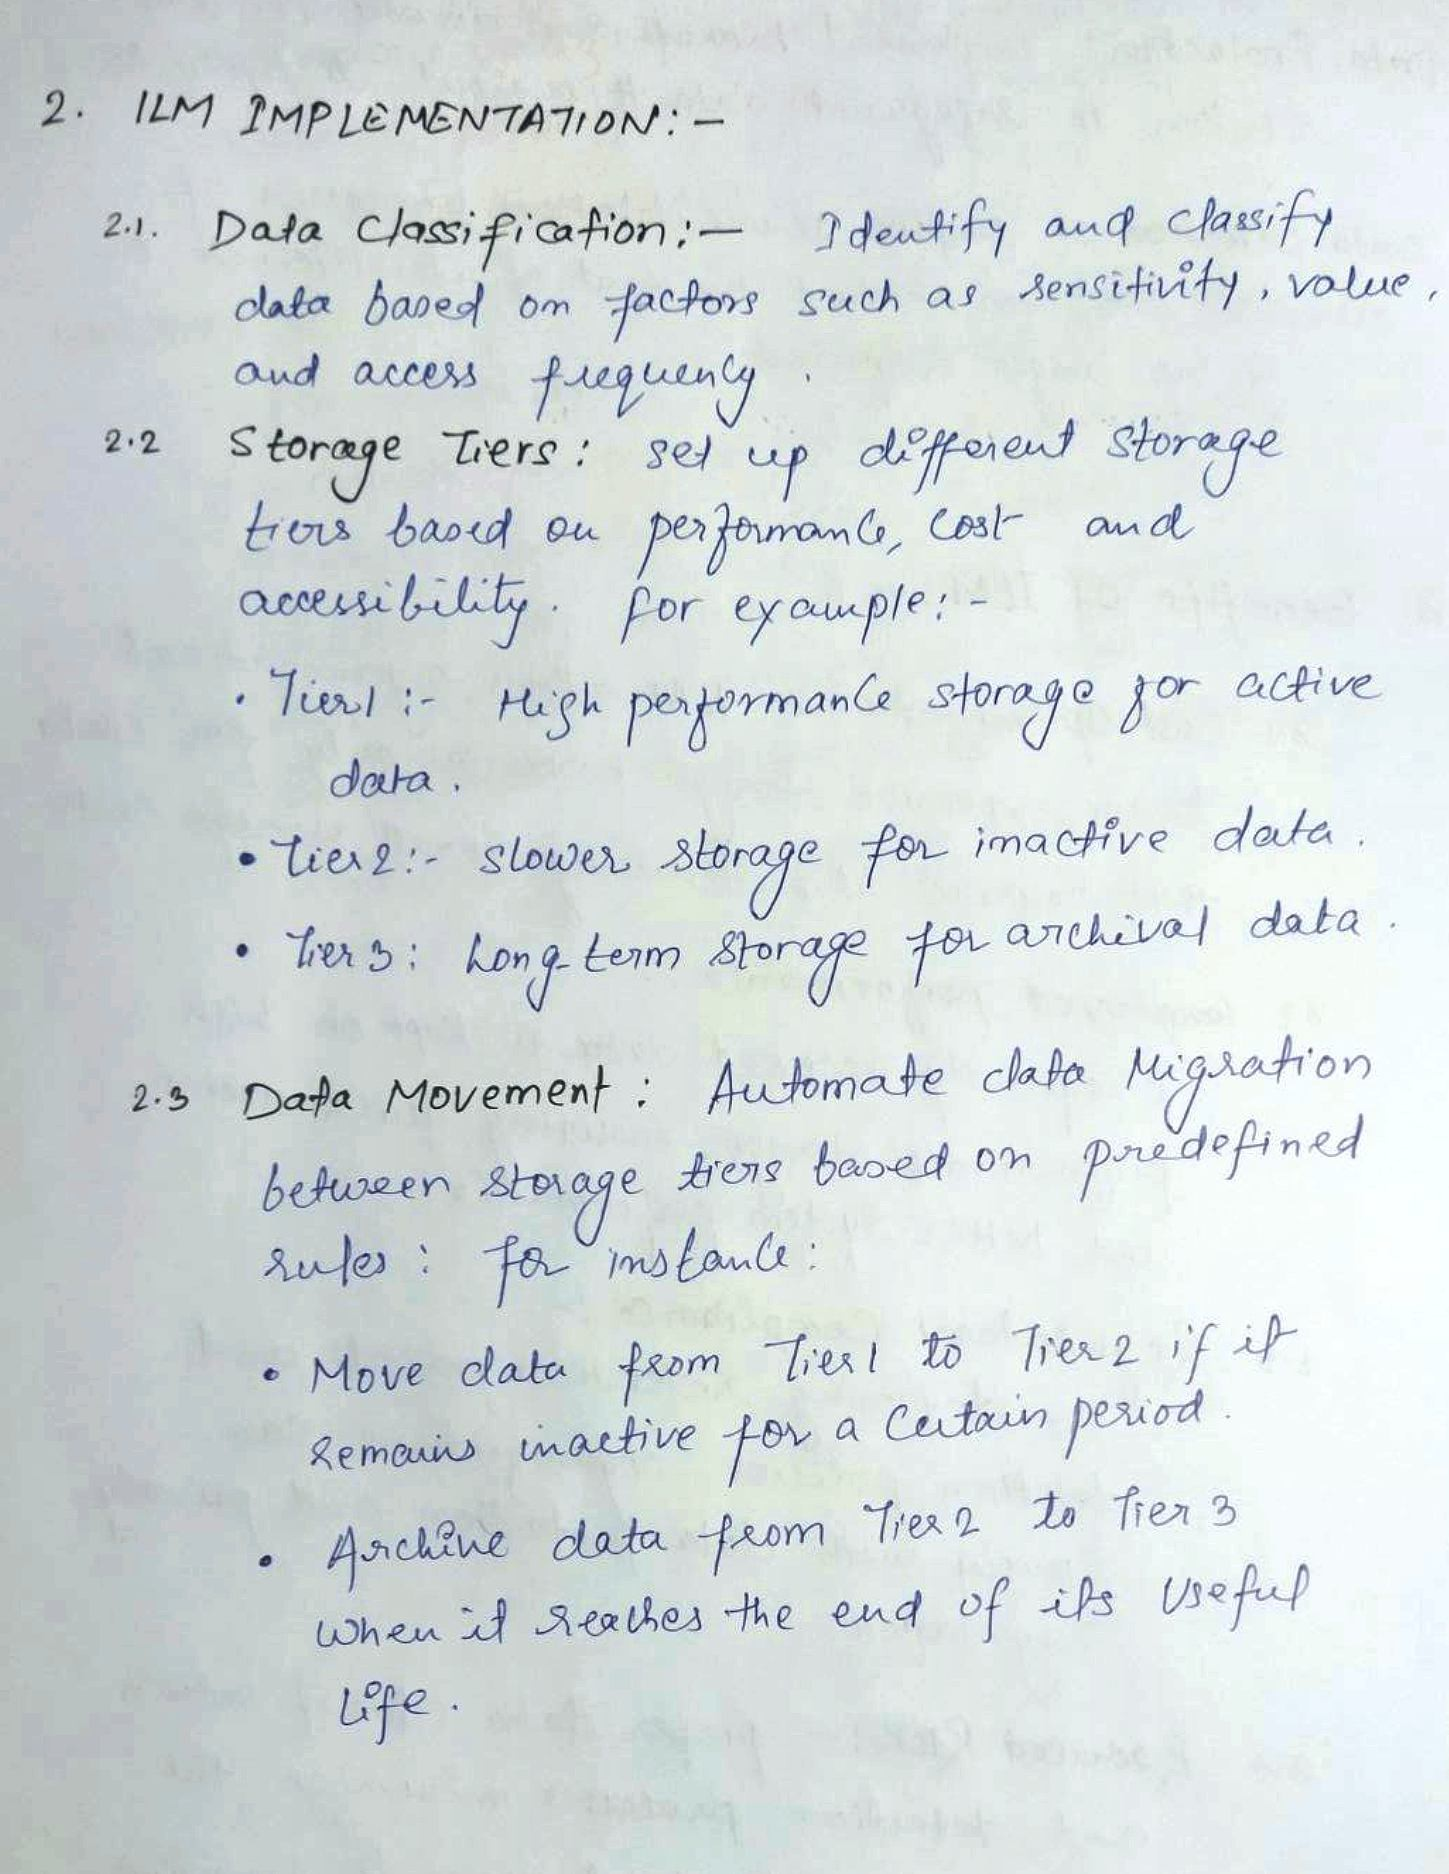 2. ILM IMPLEMENTATION:-
2.1. Data Classification:- Identify and classify
data based on factors such as sensitivity, value,
and access frequency.
2.2 Storage Tiers: set up different storage
tiers based on performance, cost and
accessibility. for example:-
• Tier1:- High performance storage for active
data.
• Tier2:- slower storage for inactive data.
• Tier 3: Long-term storage for archival data.
2.3 Data Movement: Automate data Migration
between storage tiers based on predefined
rules: for instance:
• Move data from Tier1 to Tier2 if it
remains inactive for a certain period.
• Archive data from Tier2 to Tier 3
when it reaches the end of its useful
life.